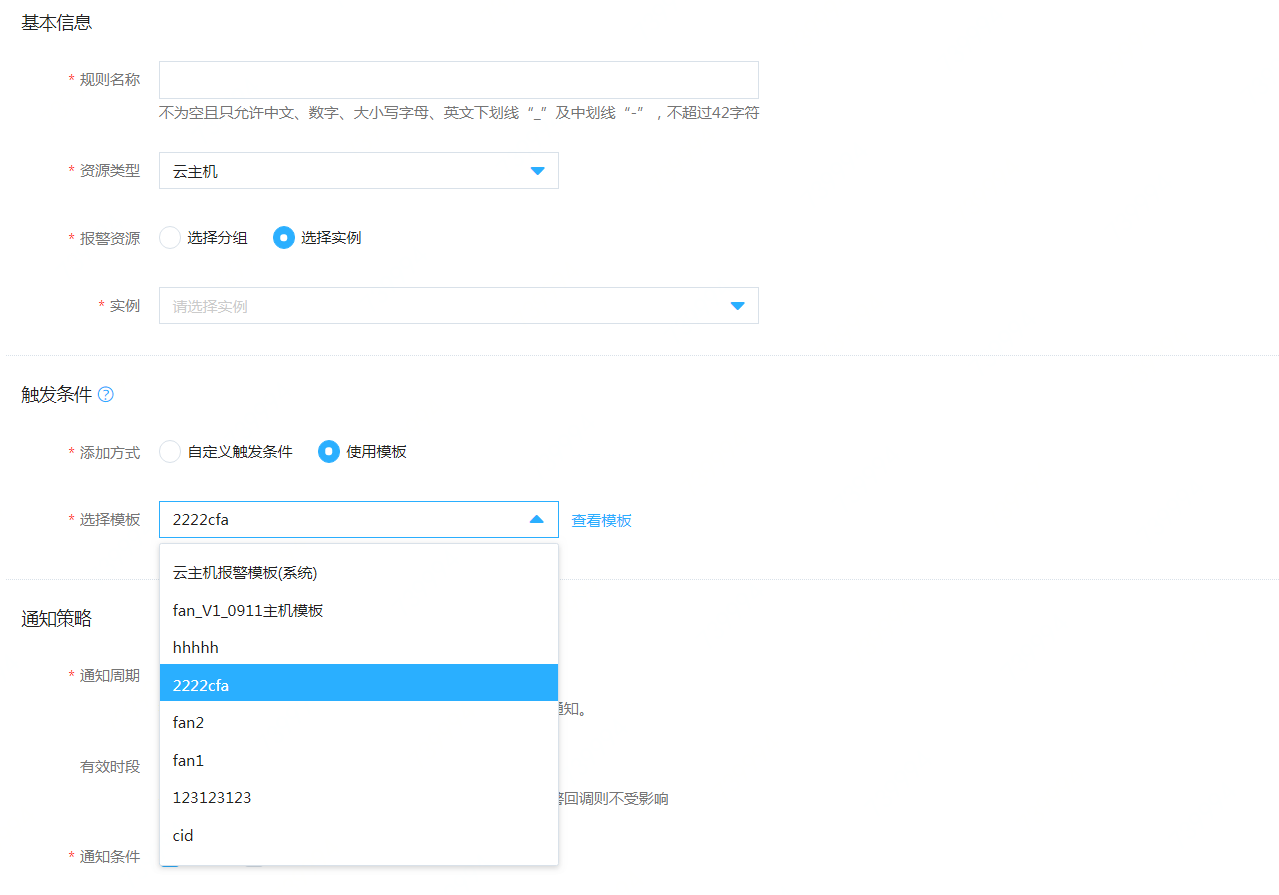 基本信息
* 规则名称
不为空且只允许中文、数字、大小写字母、英文下划线“_”及中划线“-”，不超过42字符
* 资源类型 云主机
* 报警资源 选择分组 选择实例
* 实例 请选择实例
触发条件 ?
* 添加方式 自定义触发条件 使用模板
* 选择模板 2222cfa 查看模板
云主机报警模板(系统)
fan_V1_0911主机模板
通知策略
hhhhh
* 通知周期
2222cfa
通知。
fan2
有效时段
fan1
123123123
警回调则不受影响
cid
* 通知条件